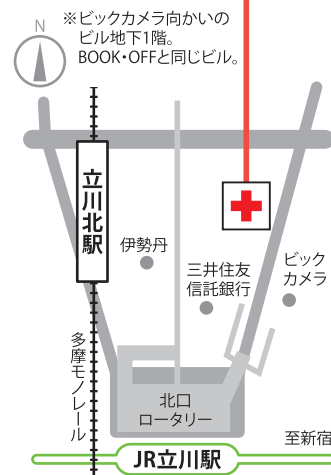 ※ビックカメラ向かいの
ビル地下1階。
BOOK・OFFと同じビル。
N
立川北駅
伊勢丹
三井住友
信託銀行
ビック
カメラ
多摩モノレール
北口
ロータリー
至新宿
JR立川駅